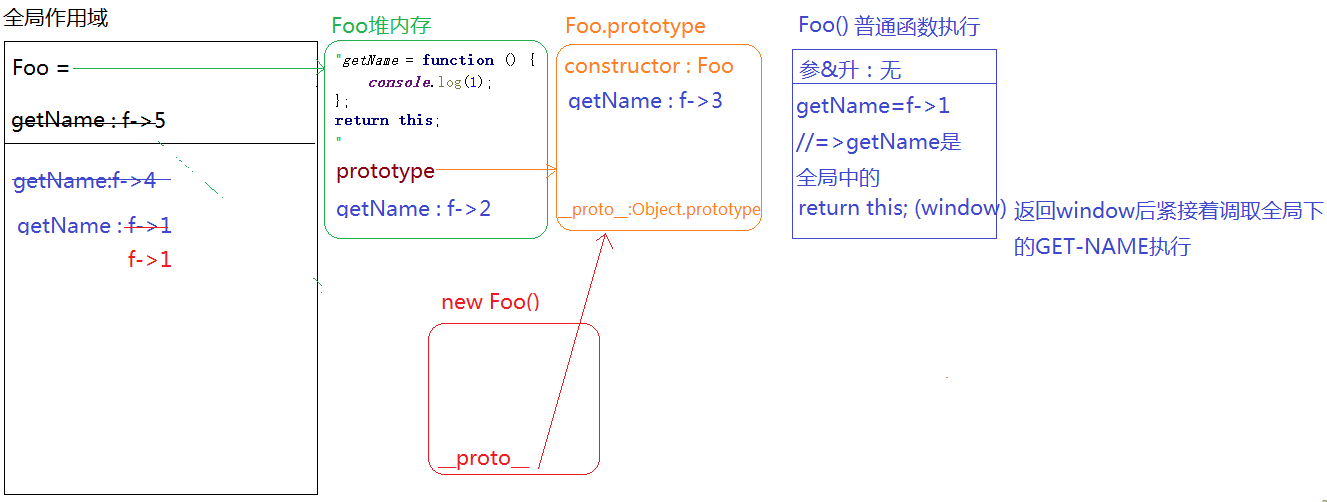 全局作用域
Foo =
getName : f->5
getName:f->4
getName : f->1
f->1
Foo堆内存
"getName = function () {
console.log(1);
};
return this;
"
prototype
getName : f->2
Foo.prototype
constructor : Foo
getName : f->3
__proto__:Object.prototype
new Foo()
__proto__
Foo() 普通函数执行
参&升：无
getName=f->1
//=>getName是
全局中的
return this; (window)
返回window后紧接着调取全局下
的GET-NAME执行